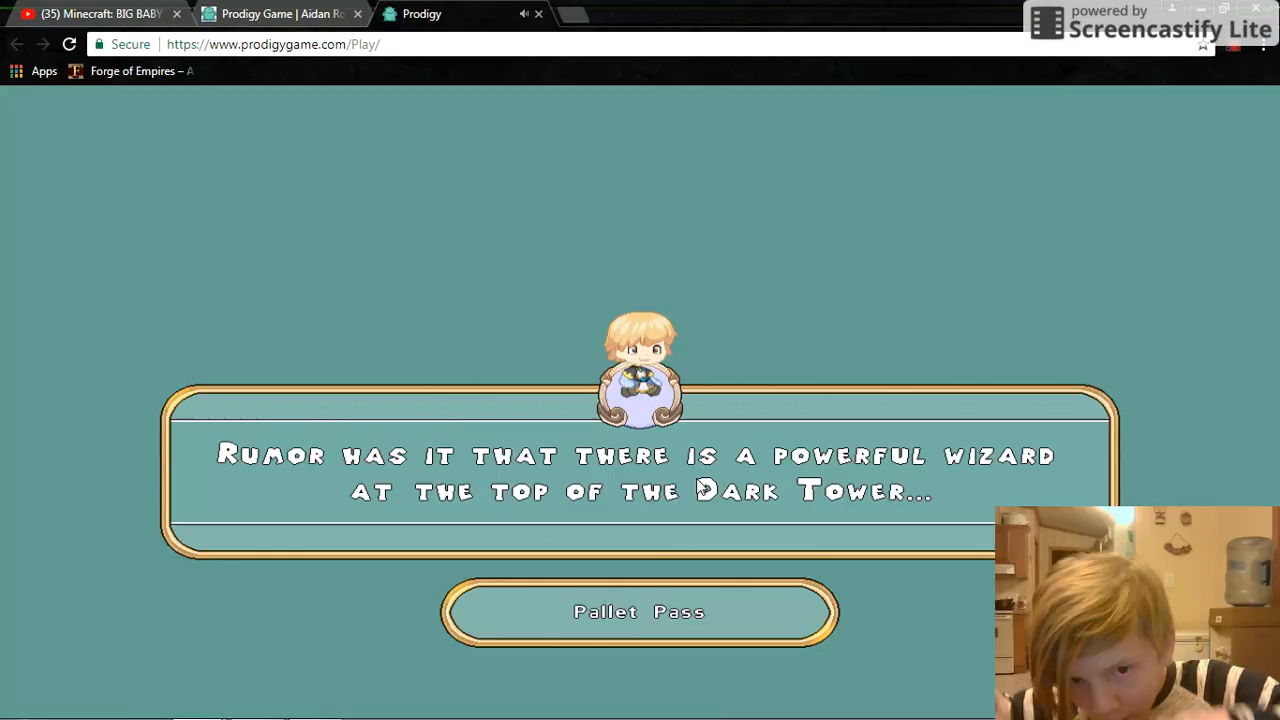 (35) Minecraft: BIG BABY
Prodigy Game | Aidan Ro
Prodigy
powered by
Screencastify Lite
Secure
https://www.prodigygame.com/Play/
Apps
Forge of Empires – A
Rumor has it that there is a powerful wizard
at the top of the Dark Tower...
Pallet Pass